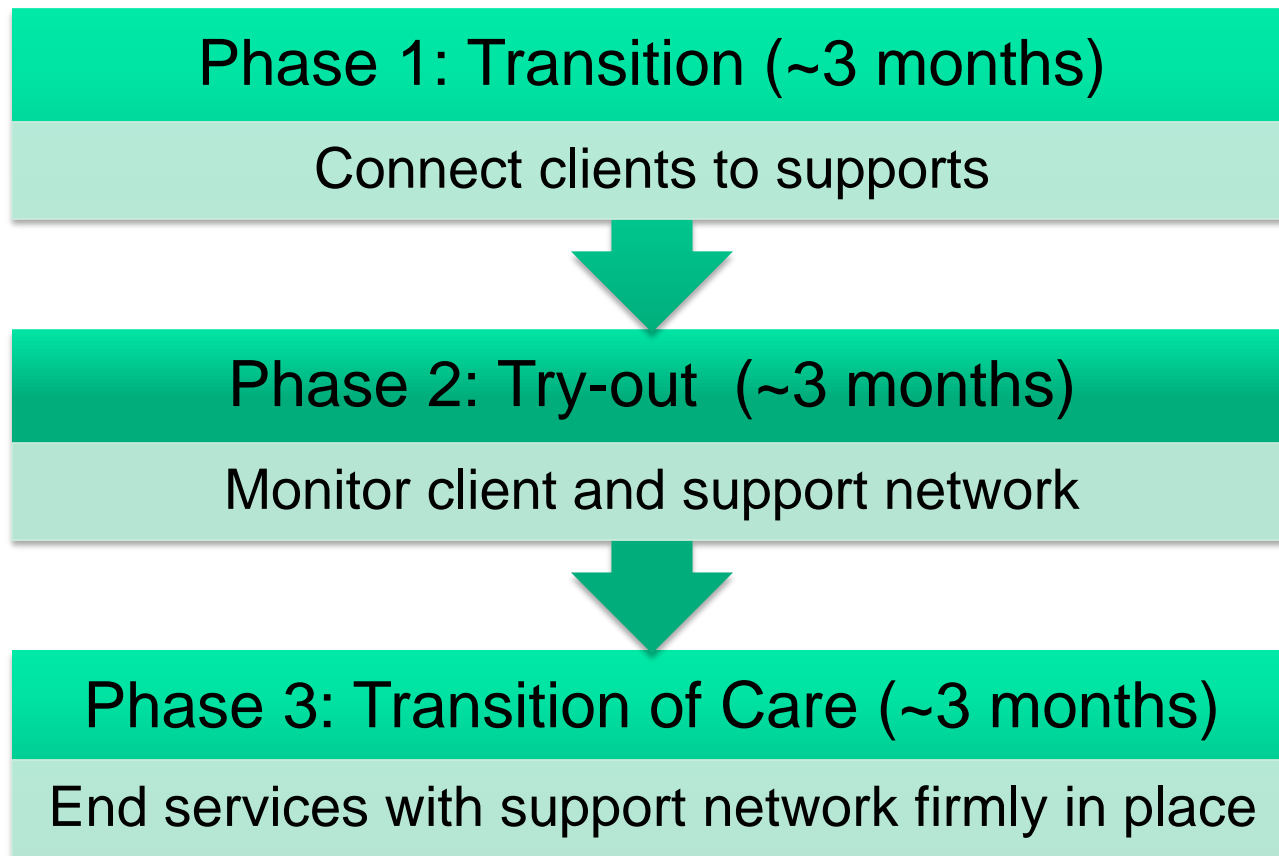 Phase 1: Transition (~3 months)
Connect clients to supports
Phase 2: Try-out  (~3 months)
Monitor client and support network
Phase 3: Transition of Care (~3 months)
End services with support network firmly in place